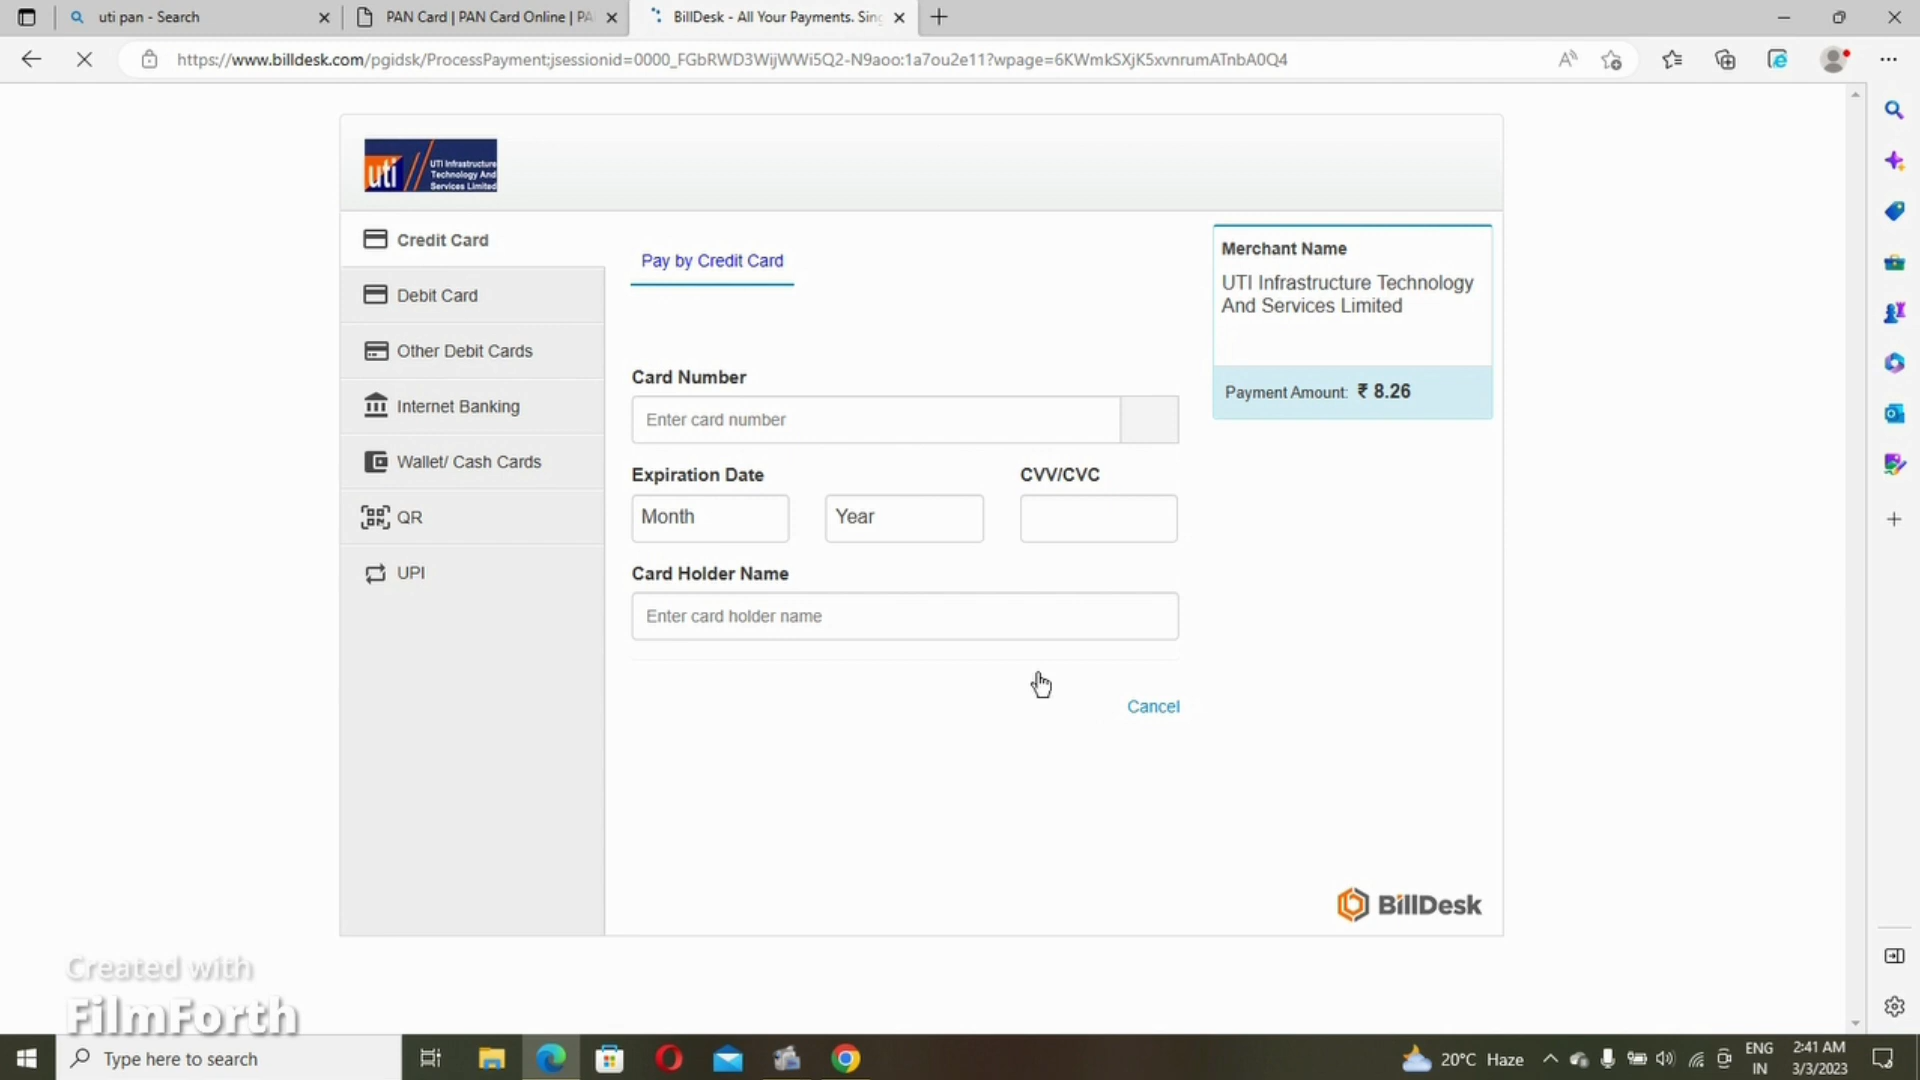 uti pan - Search
PAN Card | PAN Card Online | PA
BillDesk - All Your Payments. Sing
https://www.billdesk.com/pgidsk/ProcessPayment;jsessionid=0000_FGbRWD3WijWWi5Q2-N9aoo:1a7ou2e11?wpage=6KWmkSXjK5xvnrumATnbA0Q4
uti
UTI Infrastructure
Technology And
Services Limited
Credit Card
Debit Card
Other Debit Cards
Internet Banking
Wallet/ Cash Cards
QR
UPI
Pay by Credit Card
Card Number
Enter card number
Expiration Date
CVV/CVC
Month
Year
Card Holder Name
Enter card holder name
Cancel
Merchant Name
UTI Infrastructure Technology
And Services Limited
Payment Amount: ₹ 8.26
BillDesk
Created with
FilmForth
Type here to search
20°C Haze
ENG
IN
2:41 AM
3/3/2023